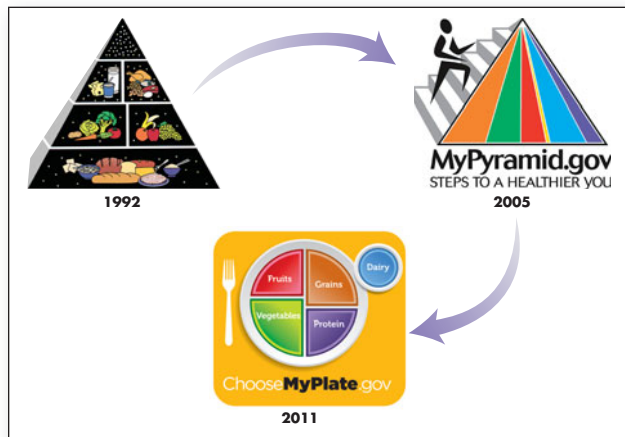 1992
MyPyramid.gov
STEPS TO A HEALTHIER YOU
2005
Fruits
Grains
Dairy
Vegetables
Protein
ChooseMyPlate.gov
2011